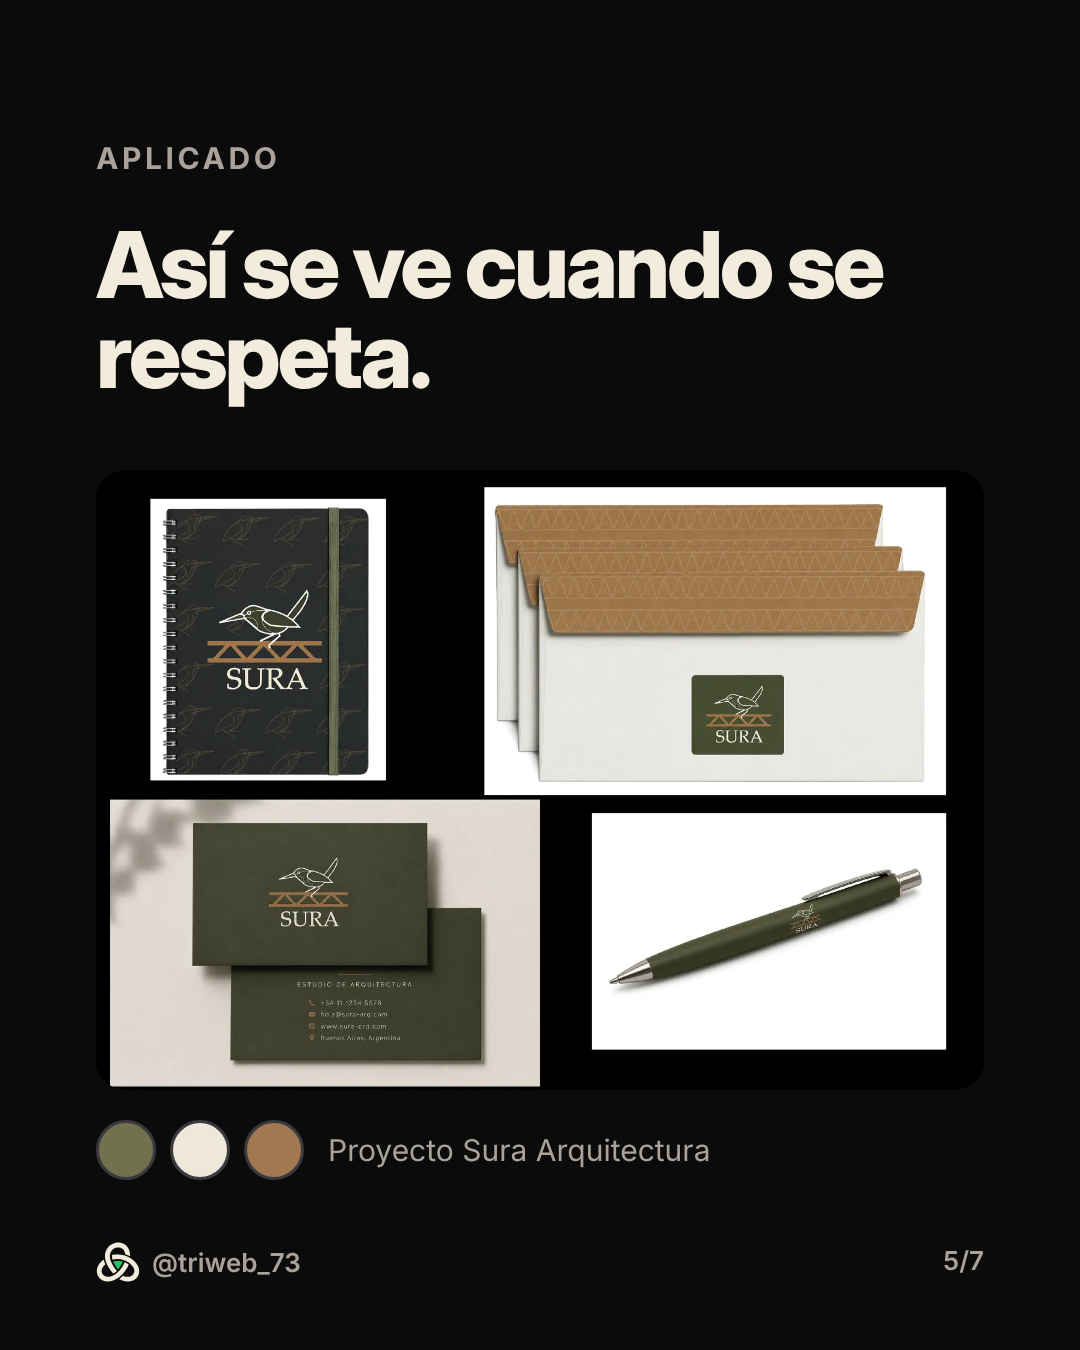 APLICADO
Así se ve cuando se
respeta.
SURA
SURA
SURA
ESTUDIO DE ARQUITECTURA
+54 11 1234 5678
hola@sura-arq.com
www.sura-arq.com
Buenos Aires, Argentina
SURA
Proyecto Sura Arquitectura
@triweb_73
5/7